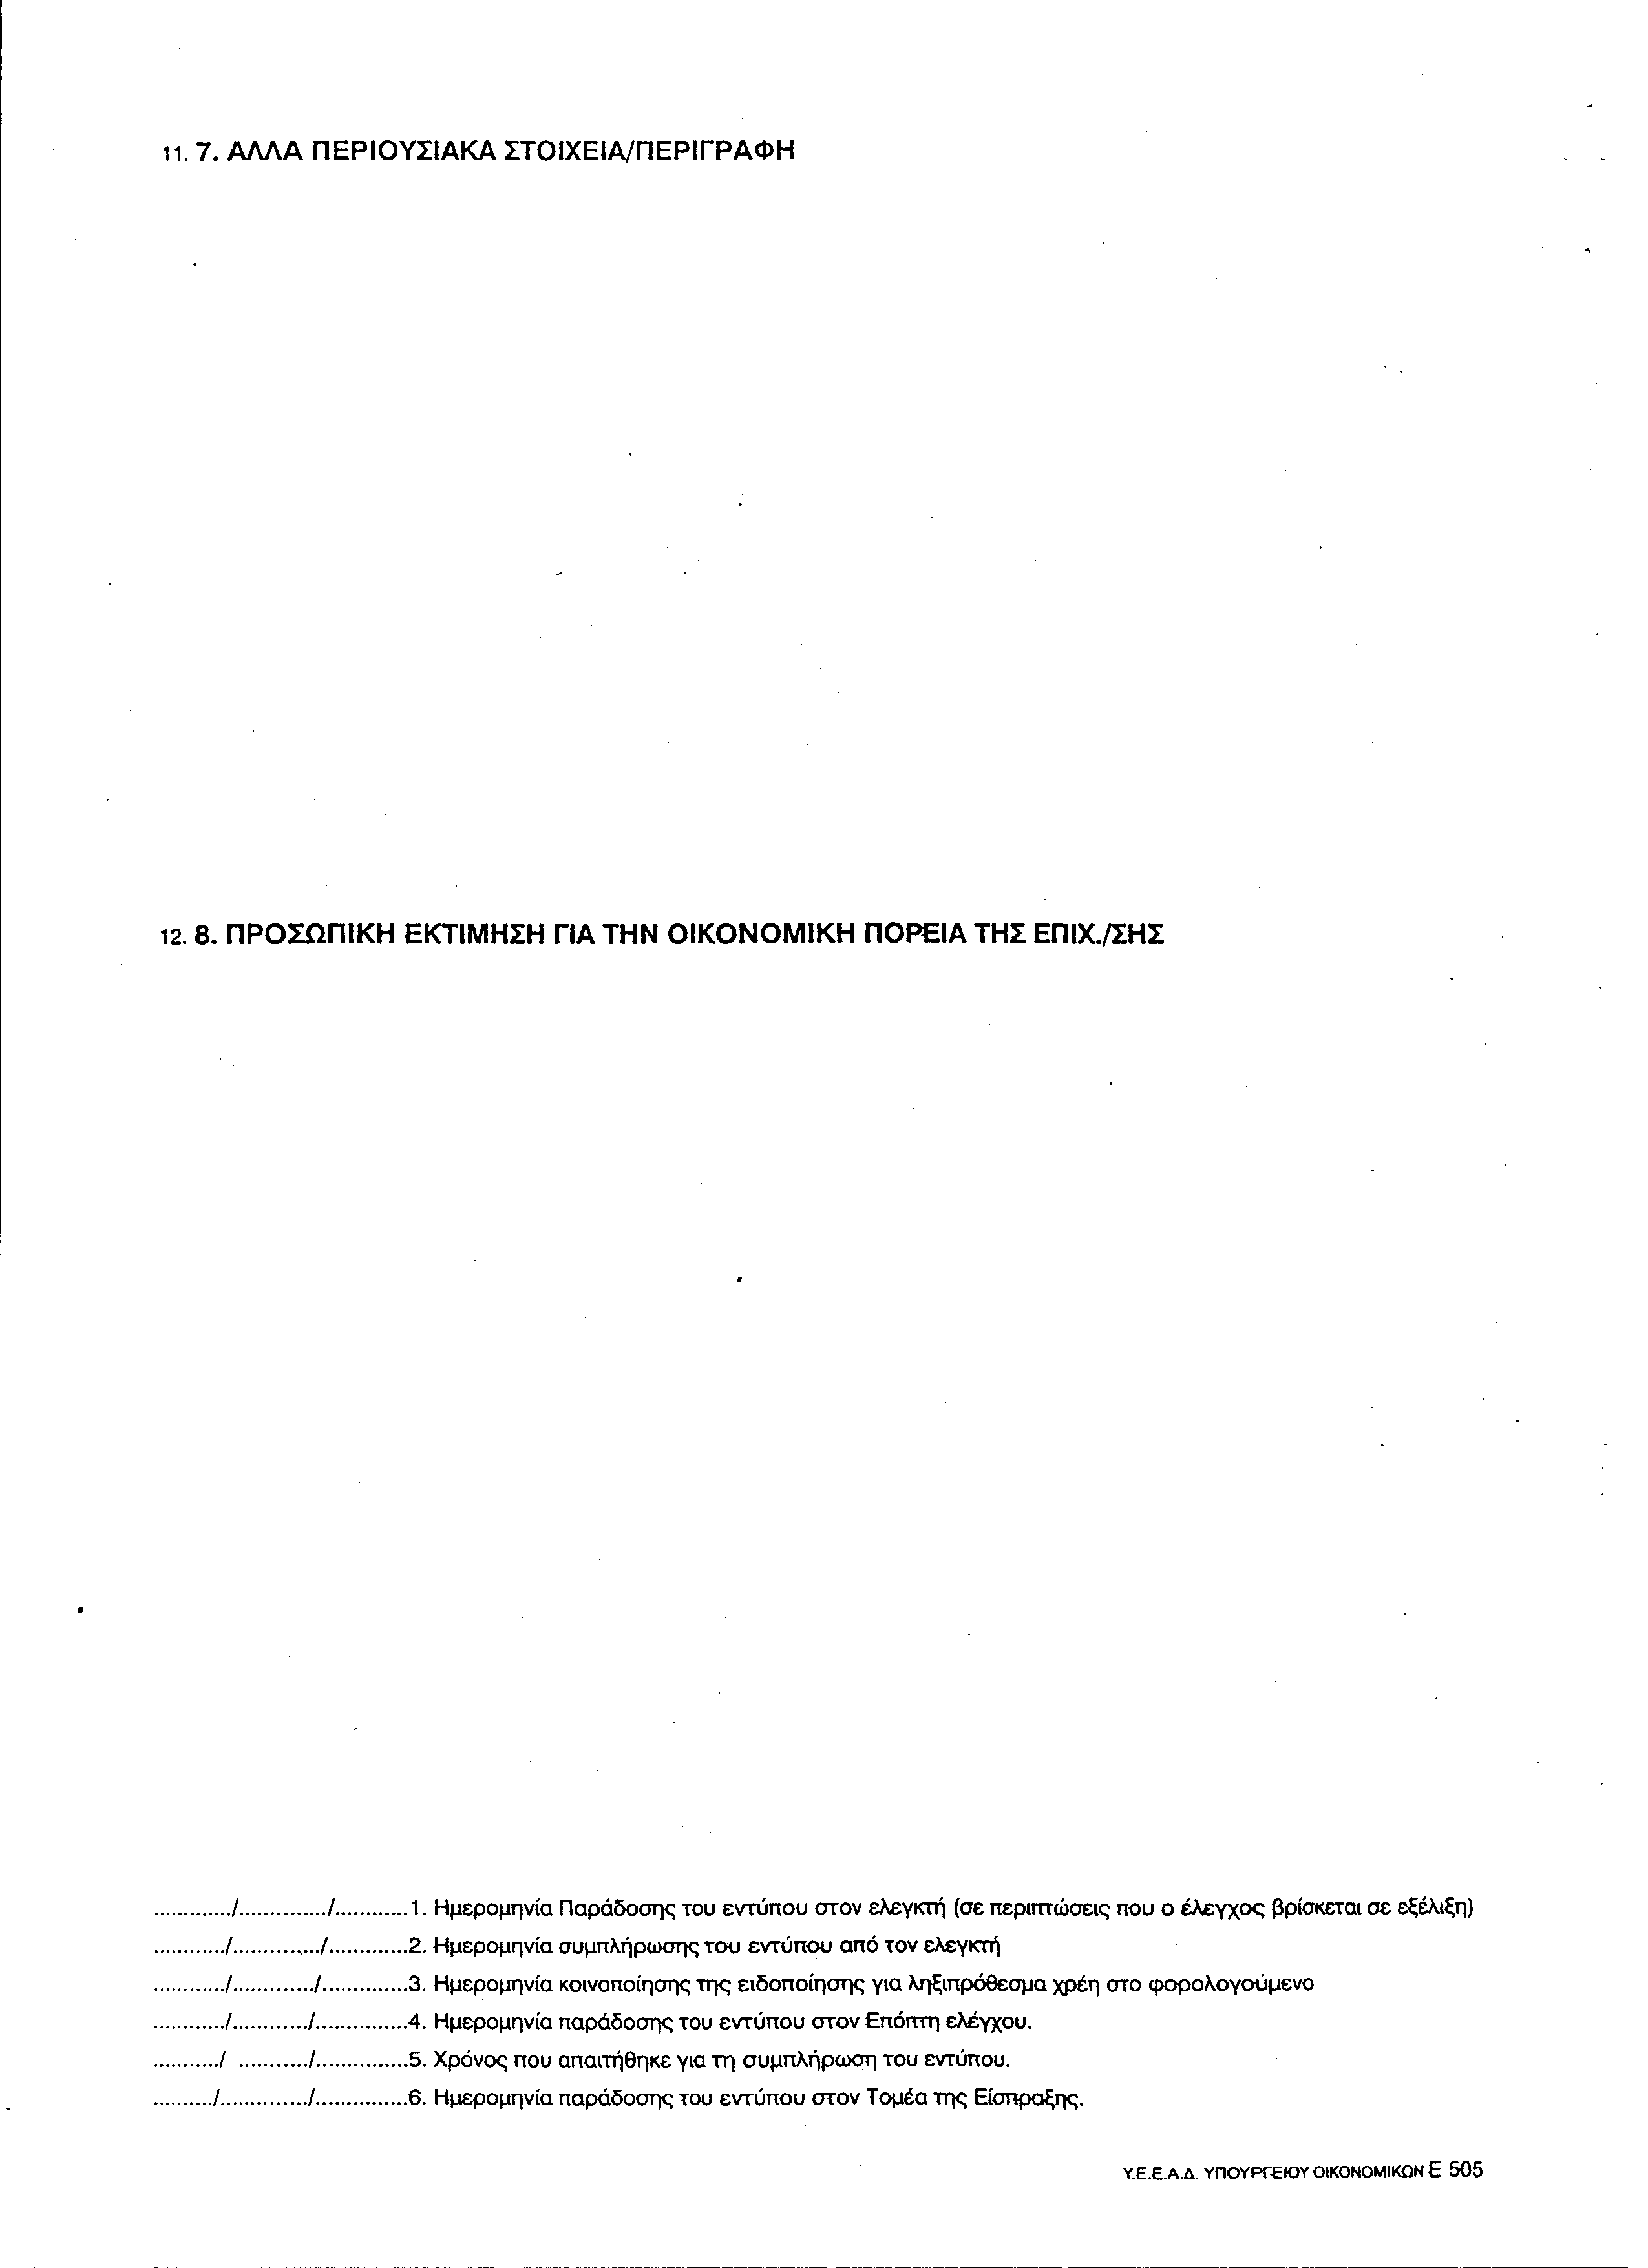 11. 7. ΑΛΛΑ ΠΕΡΙΟΥΣΙΑΚΑ ΣΤΟΙΧΕΙΑ/ΠΕΡΙΓΡΑΦΗ
12. 8. ΠΡΟΣΩΠΙΚΗ ΕΚΤΙΜΗΣΗ ΓΙΑ ΤΗΝ ΟΙΚΟΝΟΜΙΚΗ ΠΟΡΕΙΑ ΤΗΣ ΕΠΙΧ./ΣΗΣ
............./.............../.............1. Ημερομηνία Παράδοσης του εντύπου στον ελεγκτή (σε περιπτώσεις που ο έλεγχος βρίσκεται σε εξέλιξη)
............/.............../..............2. Ημερομηνία συμπλήρωσης του εντύπου από τον ελεγκτή
............/............../...............3. Ημερομηνία κοινοποίησης της ειδοποίησης για ληξιπρόθεσμα χρέη στο φορολογούμενο
............/............./................4. Ημερομηνία παράδοσης του εντύπου στον Επόπτη ελέγχου.
.........../ ............/................5. Χρόνος που απαιτήθηκε για τη συμπλήρωση του εντύπου.
........../.............../................6. Ημερομηνία παράδοσης του εντύπου στον Τομέα της Είσπραξης.
Υ.Ε.Ε.Α.Δ. ΥΠΟΥΡΓΕΙΟΥ ΟΙΚΟΝΟΜΙΚΩΝ Ε 505